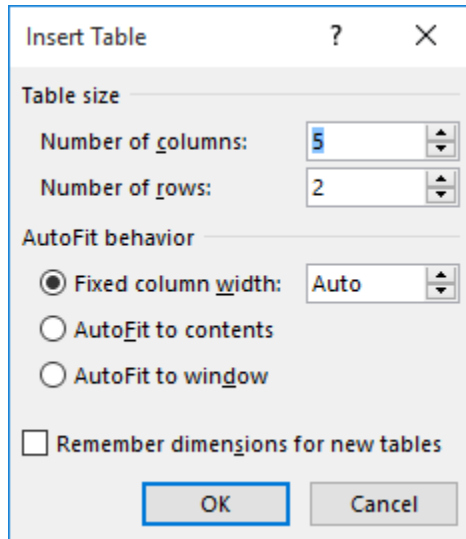 Insert Table ?
Table size
Number of columns: 5
Number of rows: 2
AutoFit behavior
Fixed column width: Auto
AutoFit to contents
AutoFit to window
Remember dimensions for new tables
OK Cancel